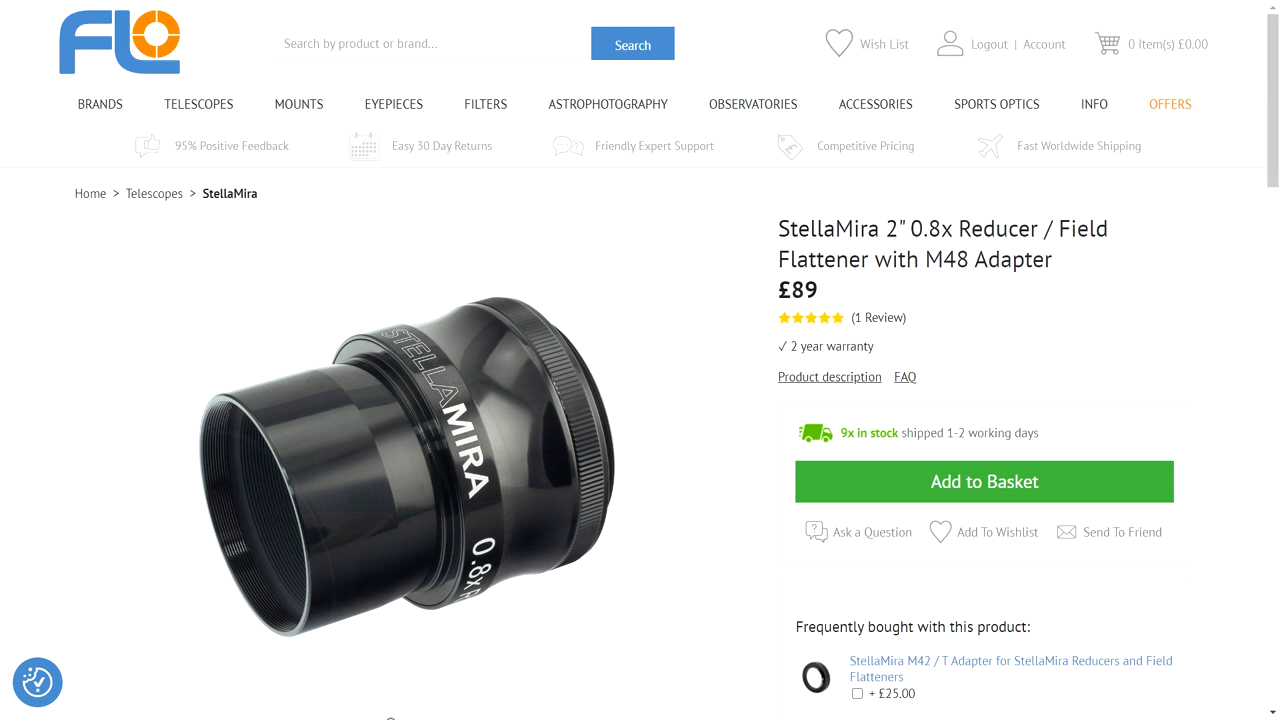 FLO
Search by product or brand...
Search
Wish List
Logout | Account
0 Item(s) £0.00
BRANDS
TELESCOPES
MOUNTS
EYEPIECES
FILTERS
ASTROPHOTOGRAPHY
OBSERVATORIES
ACCESSORIES
SPORTS OPTICS
INFO
OFFERS
95% Positive Feedback
Easy 30 Day Returns
Friendly Expert Support
Competitive Pricing
Fast Worldwide Shipping
Home > Telescopes > StellaMira
STELLAMIRA 0.8x
StellaMira 2" 0.8x Reducer / Field
Flattener with M48 Adapter
£89
(1 Review)
✓ 2 year warranty
Product description FAQ
9x in stock shipped 1-2 working days
Add to Basket
Ask a Question
Add To Wishlist
Send To Friend
Frequently bought with this product:
StellaMira M42 / T Adapter for StellaMira Reducers and Field
Flatteners
+ £25.00